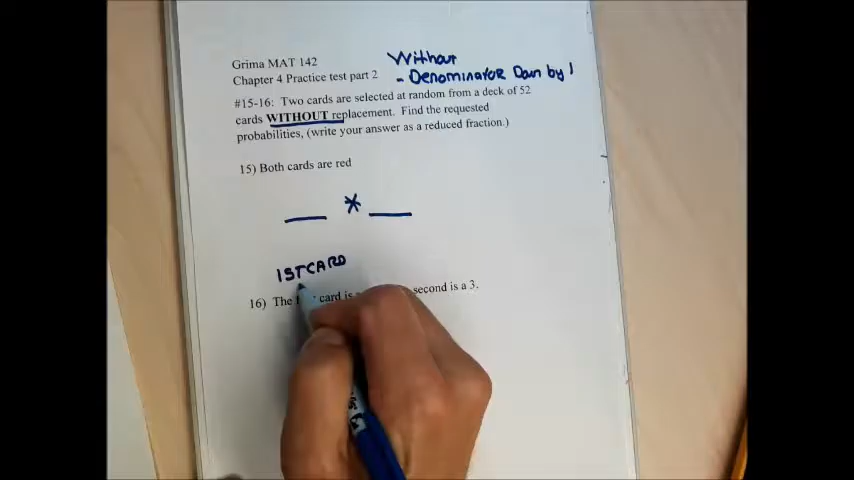 Grima MAT 142
Without
Chapter 4 Practice test part 2
- Denominator Down by 1
#15-16: Two cards are selected at random from a deck of 52
cards WITHOUT replacement. Find the requested
probabilities, (write your answer as a reduced fraction.)
15) Both cards are red
___ * ___
1ST CARD
16) The card is second is a 3.